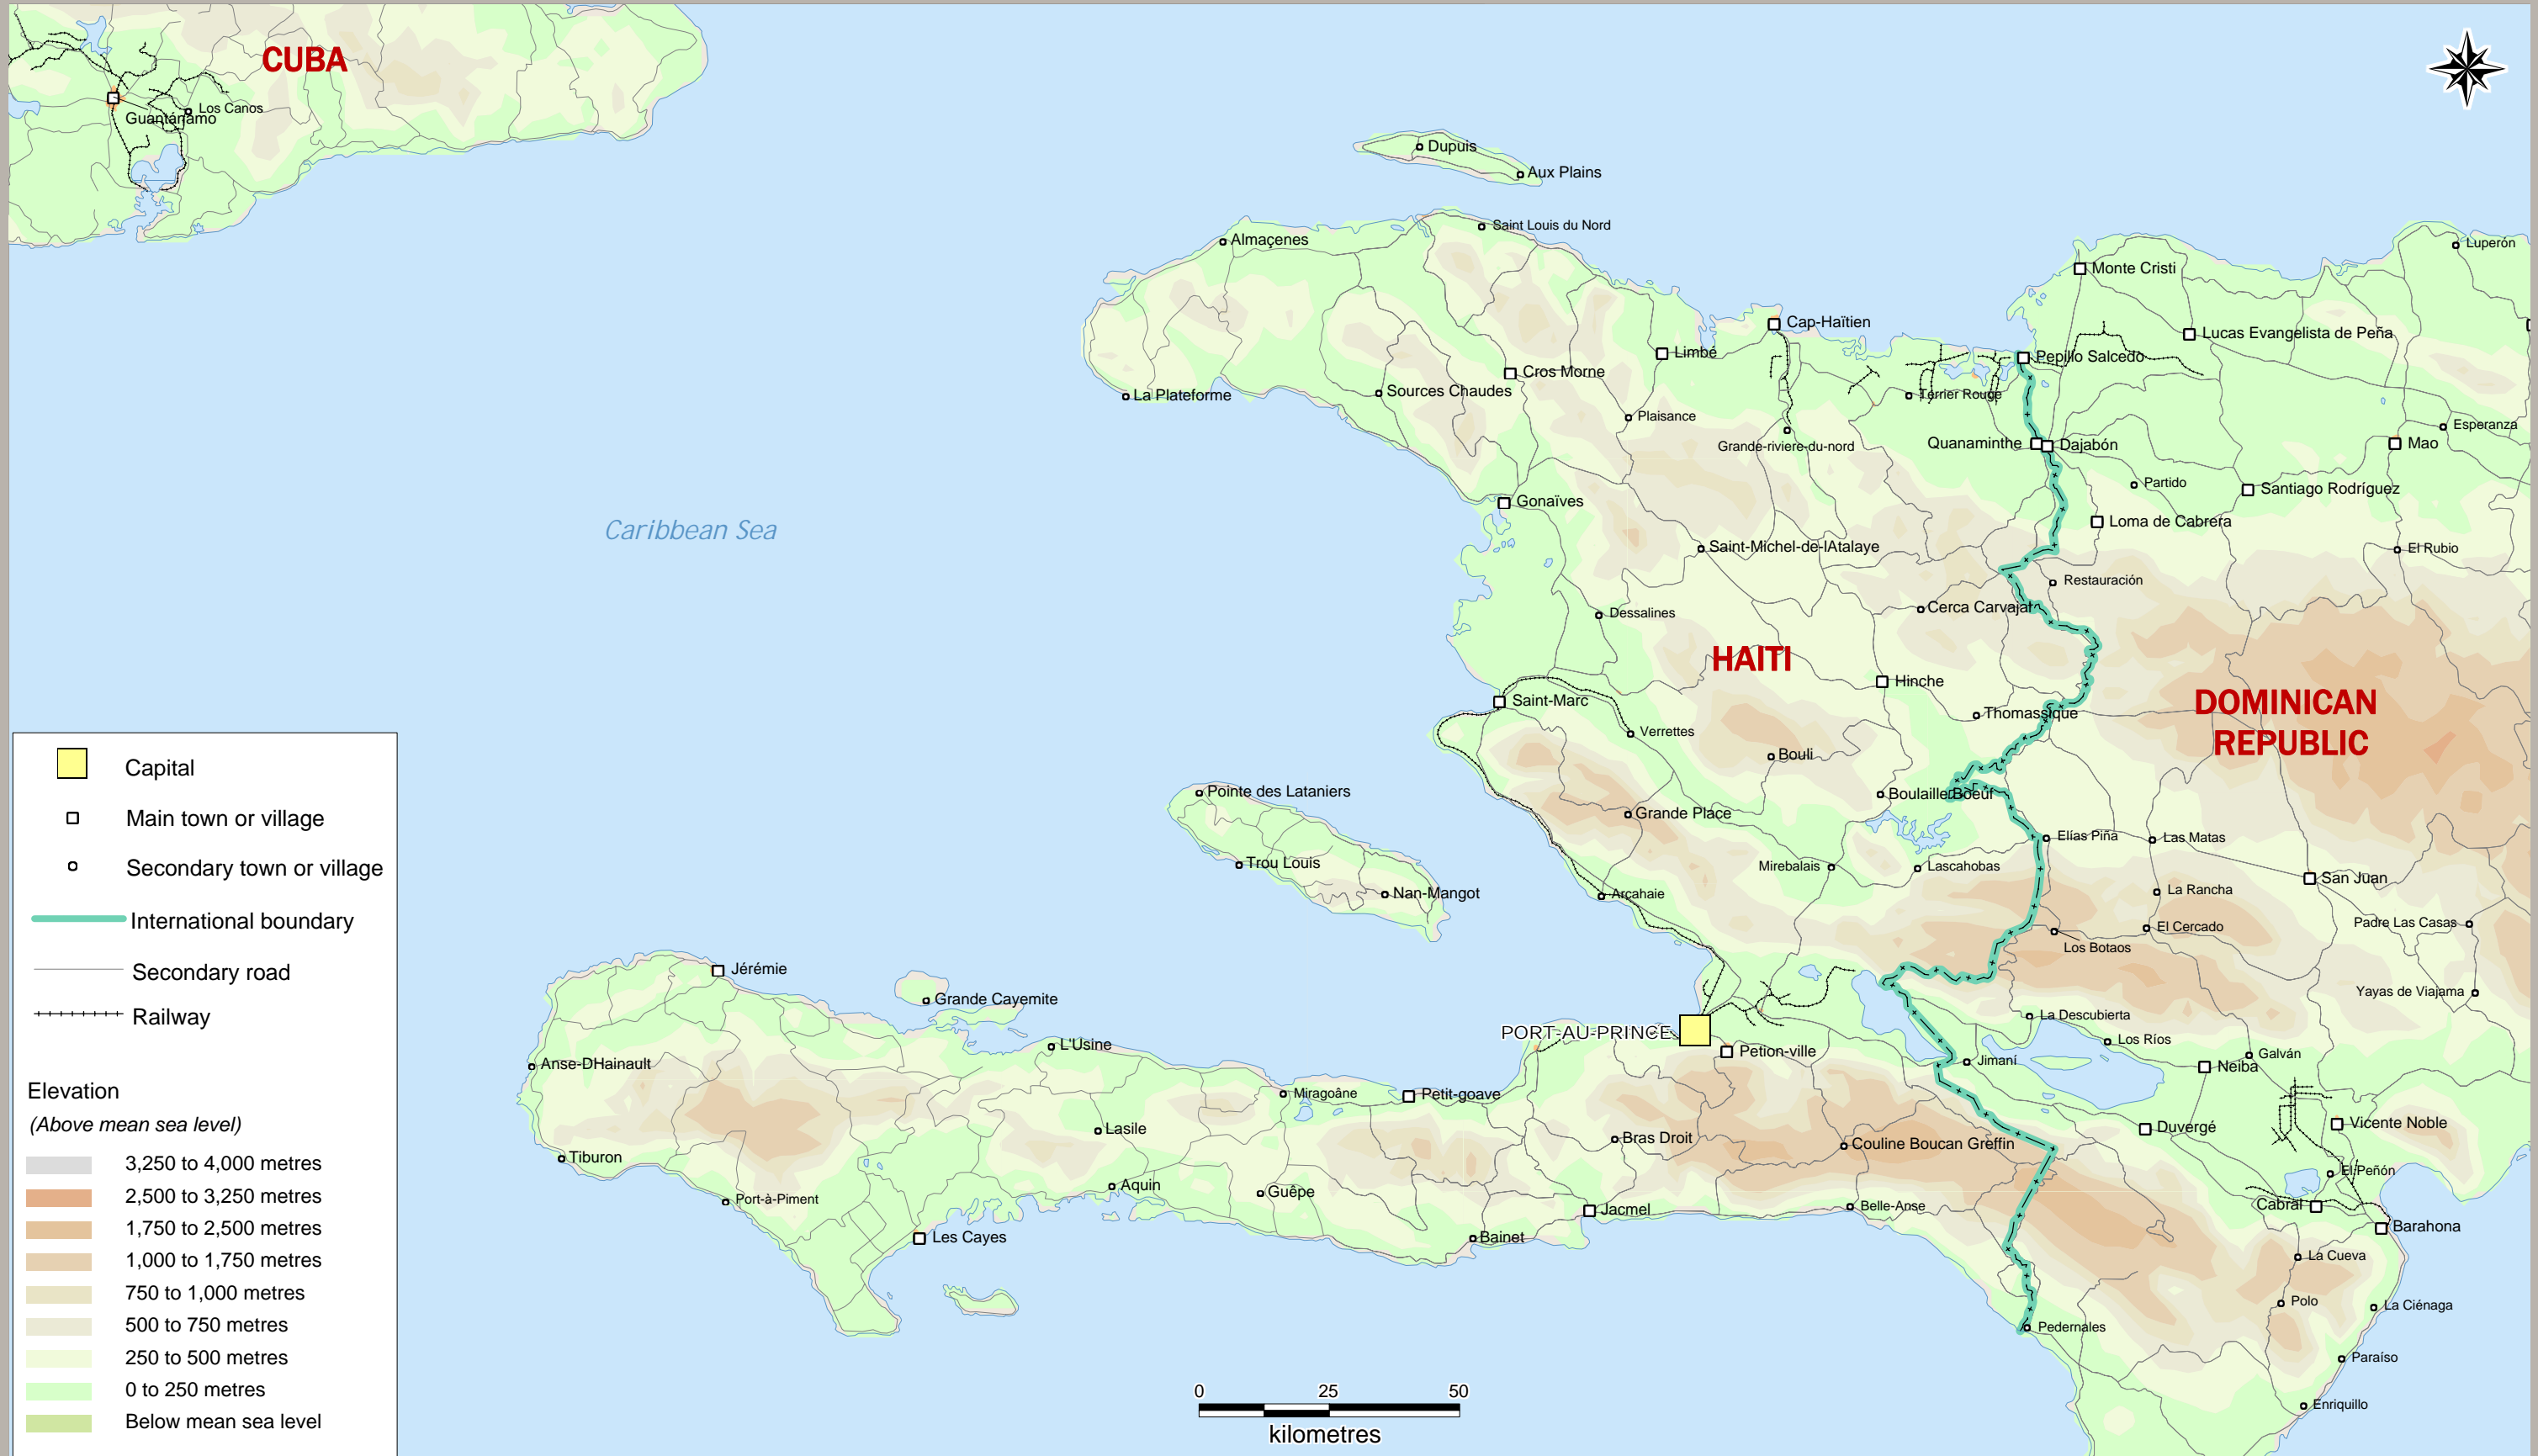 CUBA
Los Canos
Guantánamo
Dupuis
Aux Plains
Saint Louis du Nord
Almaçenes
Luperón
Monte Cristi
Cap-Haïtien
Lucas Evangelista de Peña
Limbé
Pepillo Salcedo
Cros Morne
Sources Chaudes
La Plateforme
Terrier Rouge
Plaisance
Esperanza
Grande-riviere-du-nord
Quanaminthe
Dajabón
Mao
Partido
Santiago Rodríguez
Gonaïves
Loma de Cabrera
Caribbean Sea
Saint-Michel-de-lAtalaye
El Rubio
Restauración
Cerca Carvajal
Dessalines
HAITI
Hinche
DOMINICAN
REPUBLIC
Saint-Marc
Thomassique
Verrettes
Bouli
Pointe des Lataniers
Boulaille Boeuf
Grande Place
Elías Piña
Las Matas
Trou Louis
Mirebalais
Lascahobas
San Juan
Nan-Mangot
Arcahaie
La Rancha
Padre Las Casas
El Cercado
Los Botaos
Jérémie
Grande Cayemite
Yayas de Viajama
La Descubierta
PORT-AU-PRINCE
Los Ríos
L'Usine
Petion-ville
Galván
Anse-DHainault
Jimaní
Neiba
Miragoâne
Petit-goave
Vicente Noble
Lasile
Duvergé
Bras Droit
Couline Boucan Greffin
Tiburon
El Peñón
Aquin
Guêpe
Port-à-Piment
Jacmel
Belle-Anse
Cabral
Barahona
Les Cayes
Bainet
La Cueva
Polo
La Ciénaga
Pedernales
Paraíso
Enriquillo
Capital
Main town or village
Secondary town or village
International boundary
Secondary road
Railway
Elevation
(Above mean sea level)
3,250 to 4,000 metres
2,500 to 3,250 metres
1,750 to 2,500 metres
1,000 to 1,750 metres
750 to 1,000 metres
500 to 750 metres
250 to 500 metres
0 to 250 metres
Below mean sea level
0 25 50
kilometres